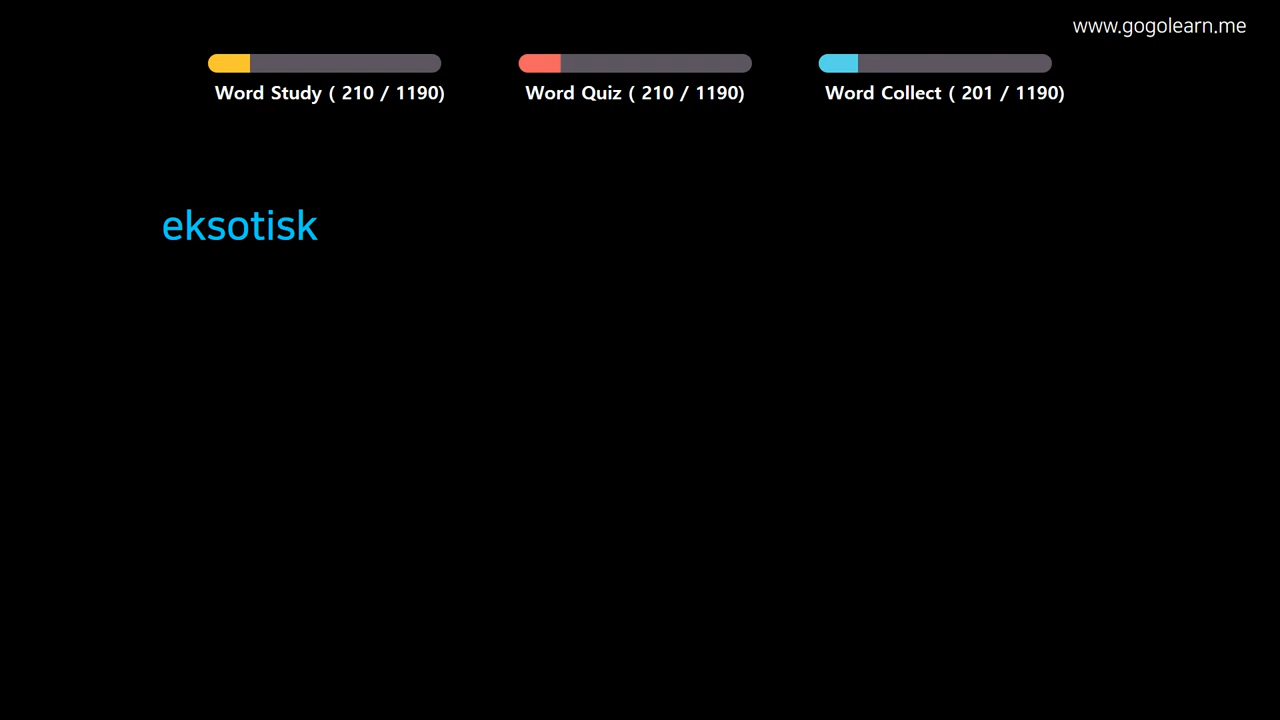 www.gogolearn.me
Word Study ( 210 / 1190)
Word Quiz ( 210 / 1190)
Word Collect ( 201 / 1190)
eksotisk